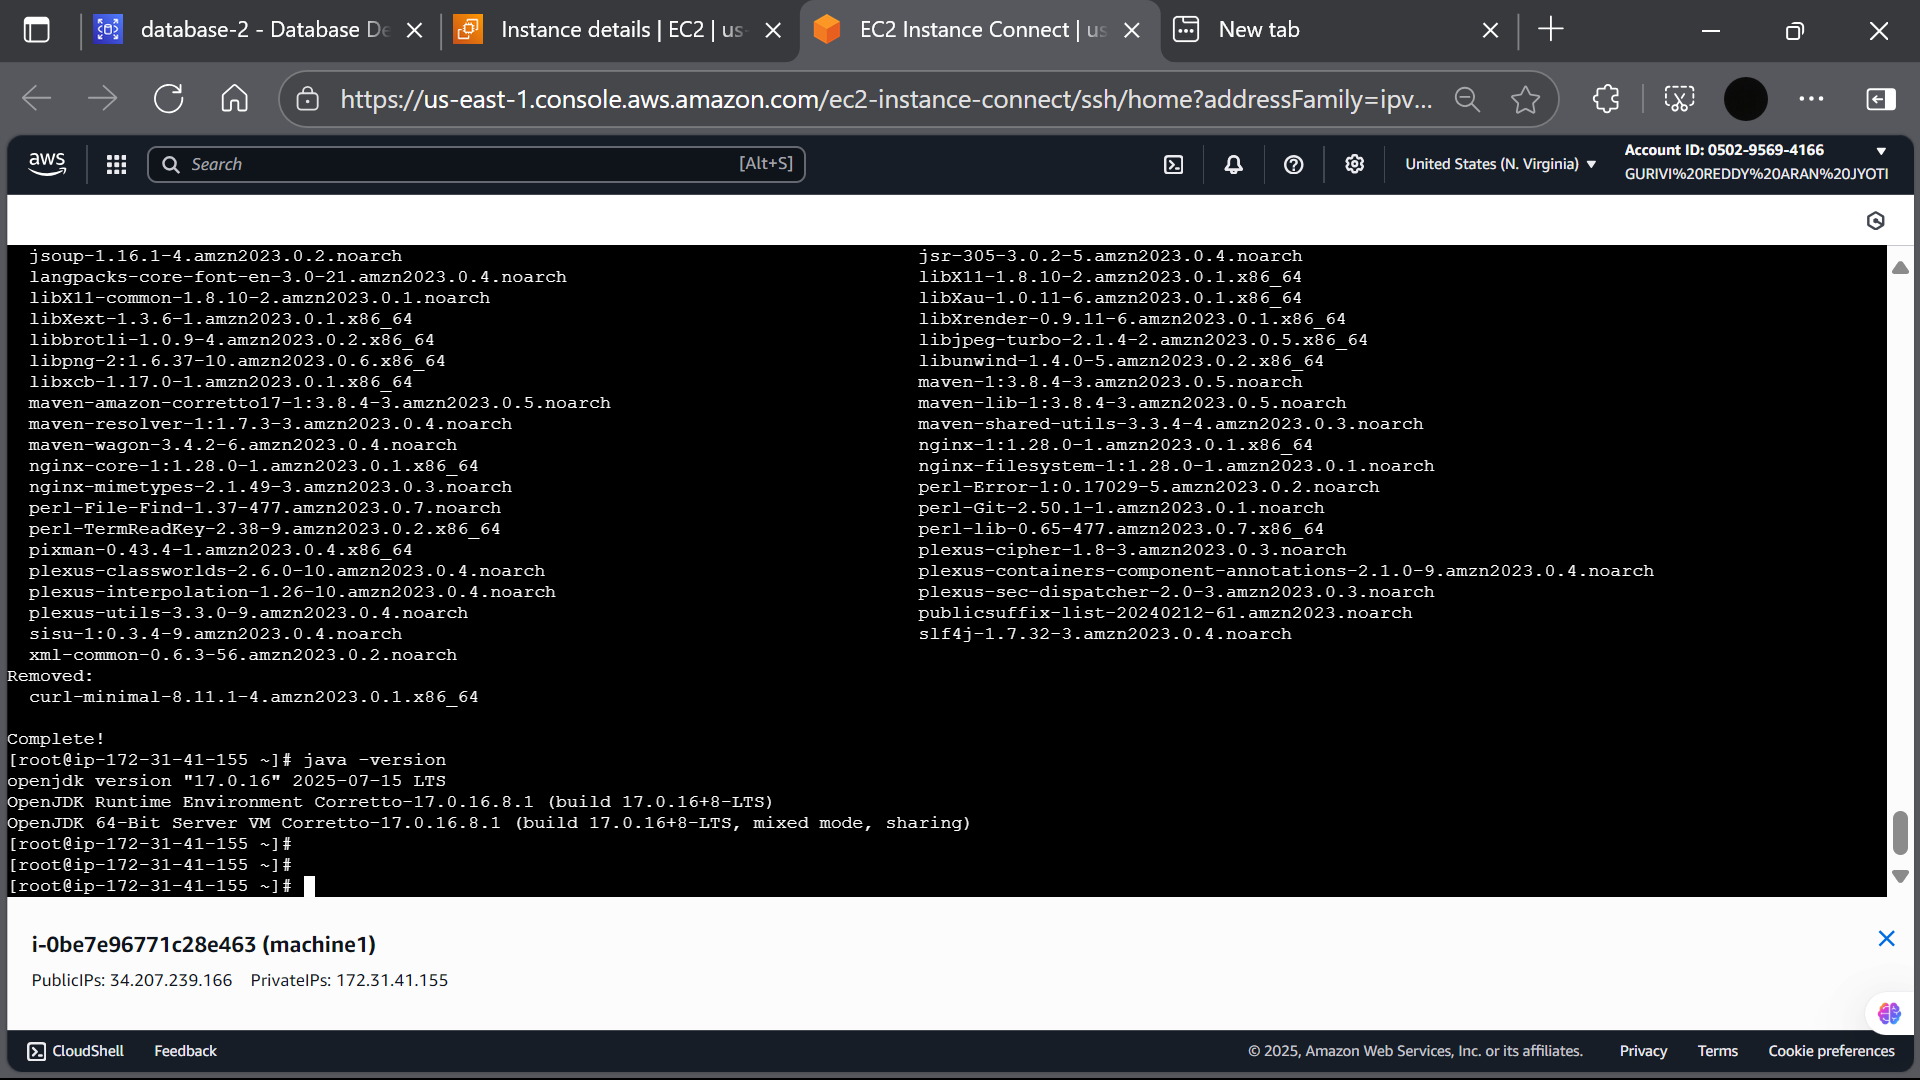 database-2 - Database De
Instance details | EC2 | us-
EC2 Instance Connect | us
New tab
https://us-east-1.console.aws.amazon.com/ec2-instance-connect/ssh/home?addressFamily=ipv...
aws
Search
[Alt+S]
United States (N. Virginia)
Account ID: 0502-9569-4166
GURIVI%20REDDY%20ARAN%20JYOTI
jsoup-1.16.1-4.amzn2023.0.2.noarch jsr-305-3.0.2-5.amzn2023.0.4.noarch
langpacks-core-font-en-3.0-21.amzn2023.0.4.noarch libX11-1.8.10-2.amzn2023.0.1.x86_64
libX11-common-1.8.10-2.amzn2023.0.1.noarch libXau-1.0.11-6.amzn2023.0.1.x86_64
libXext-1.3.6-1.amzn2023.0.1.x86_64 libXrender-0.9.11-6.amzn2023.0.1.x86_64
libbrotli-1.0.9-4.amzn2023.0.2.x86_64 libjpeg-turbo-2.1.4-2.amzn2023.0.5.x86_64
libpng-2:1.6.37-10.amzn2023.0.6.x86_64 libunwind-1.4.0-5.amzn2023.0.2.x86_64
libxcb-1.17.0-1.amzn2023.0.1.x86_64 maven-1:3.8.4-3.amzn2023.0.5.noarch
maven-amazon-corretto17-1:3.8.4-3.amzn2023.0.5.noarch maven-lib-1:3.8.4-3.amzn2023.0.5.noarch
maven-resolver-1:1.7.3-3.amzn2023.0.4.noarch maven-shared-utils-3.3.4-4.amzn2023.0.3.noarch
maven-wagon-3.4.2-6.amzn2023.0.4.noarch nginx-1:1.28.0-1.amzn2023.0.1.x86_64
nginx-core-1:1.28.0-1.amzn2023.0.1.x86_64 nginx-filesystem-1:1.28.0-1.amzn2023.0.1.noarch
nginx-mimetypes-2.1.49-3.amzn2023.0.3.noarch perl-Error-1:0.17029-5.amzn2023.0.2.noarch
perl-File-Find-1.37-477.amzn2023.0.7.noarch perl-Git-2.50.1-1.amzn2023.0.1.noarch
perl-TermReadKey-2.38-9.amzn2023.0.2.x86_64 perl-lib-0.65-477.amzn2023.0.7.x86_64
pixman-0.43.4-1.amzn2023.0.4.x86_64 plexus-cipher-1.8-3.amzn2023.0.3.noarch
plexus-classworlds-2.6.0-10.amzn2023.0.4.noarch plexus-containers-component-annotations-2.1.0-9.amzn2023.0.4.noarch
plexus-interpolation-1.26-10.amzn2023.0.4.noarch plexus-sec-dispatcher-2.0-3.amzn2023.0.3.noarch
plexus-utils-3.3.0-9.amzn2023.0.4.noarch publicsuffix-list-20240212-61.amzn2023.noarch
sisu-1:0.3.4-9.amzn2023.0.4.noarch slf4j-1.7.32-3.amzn2023.0.4.noarch
xml-common-0.6.3-56.amzn2023.0.2.noarch
Removed:
curl-minimal-8.11.1-4.amzn2023.0.1.x86_64
Complete!
[root@ip-172-31-41-155 ~]# java -version
openjdk version "17.0.16" 2025-07-15 LTS
OpenJDK Runtime Environment Corretto-17.0.16.8.1 (build 17.0.16+8-LTS)
OpenJDK 64-Bit Server VM Corretto-17.0.16.8.1 (build 17.0.16+8-LTS, mixed mode, sharing)
[root@ip-172-31-41-155 ~]#
[root@ip-172-31-41-155 ~]#
[root@ip-172-31-41-155 ~]#
i-0be7e96771c28e463 (machine1)
PublicIPs: 34.207.239.166 PrivateIPs: 172.31.41.155
CloudShell Feedback © 2025, Amazon Web Services, Inc. or its affiliates. Privacy Terms Cookie preferences